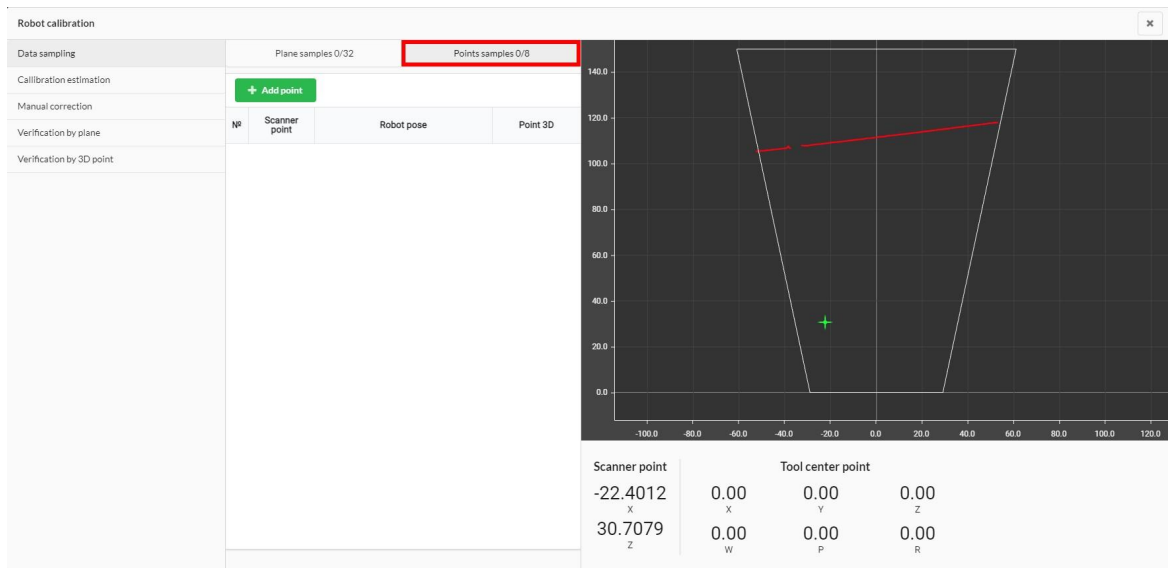 Robot calibration
Data sampling
Callibration estimation
Manual correction
Verification by plane
Verification by 3D point
Plane samples 0/32
Points samples 0/8
+ Add point
Nº Scanner point Robot pose Point 3D
140.0
120.0
100.0
80.0
60.0
40.0
20.0
0.0
-100.0 -80.0 -60.0 -40.0 -20.0 0.0 20.0 40.0 60.0 80.0 100.0 120.0
Scanner point
-22.4012
X
30.7079
Z
Tool center point
0.00 0.00 0.00
X Y Z
0.00 0.00 0.00
W P R